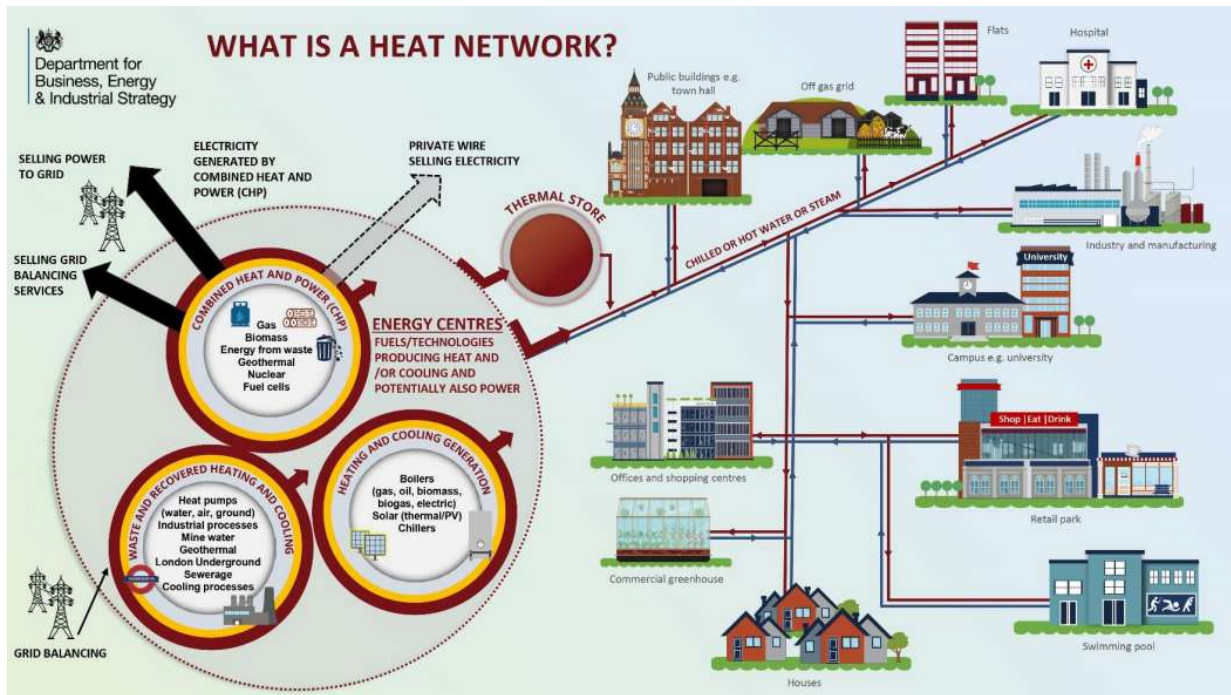 Department for
Business, Energy
& Industrial Strategy
WHAT IS A HEAT NETWORK?
SELLING POWER
TO GRID
ELECTRICITY
GENERATED BY
COMBINED HEAT AND
POWER (CHP)
PRIVATE WIRE
SELLING ELECTRICITY
SELLING GRID
BALANCING
SERVICES
COMBINED HEAT AND POWER (CHP)
Gas
Biomass
Energy from waste
Geothermal
Nuclear
Fuel cells
THERMAL STORE
ENERGY CENTRES
FUELS/TECHNOLOGIES
PRODUCING HEAT AND
/OR COOLING AND
POTENTIALLY ALSO POWER
WASTE AND RECOVERED HEATING AND COOLING
Heat pumps
(water, air, ground)
Industrial processes
Mine water
Geothermal
London Underground
Sewerage
Cooling processes
HEATING AND COOLING GENERATION
Boilers
(gas, oil, biomass,
biogas, electric)
Solar (thermal/PV)
Chillers
GRID BALANCING
CHILLED OR HOT WATER OR STEAM
Public buildings e.g.
town hall
Off gas grid
Flats
Hospital
Industry and manufacturing
University
Campus e.g. university
Offices and shopping centres
Shop |Eat |Drink
Retail park
Commercial greenhouse
Houses
Swimming pool